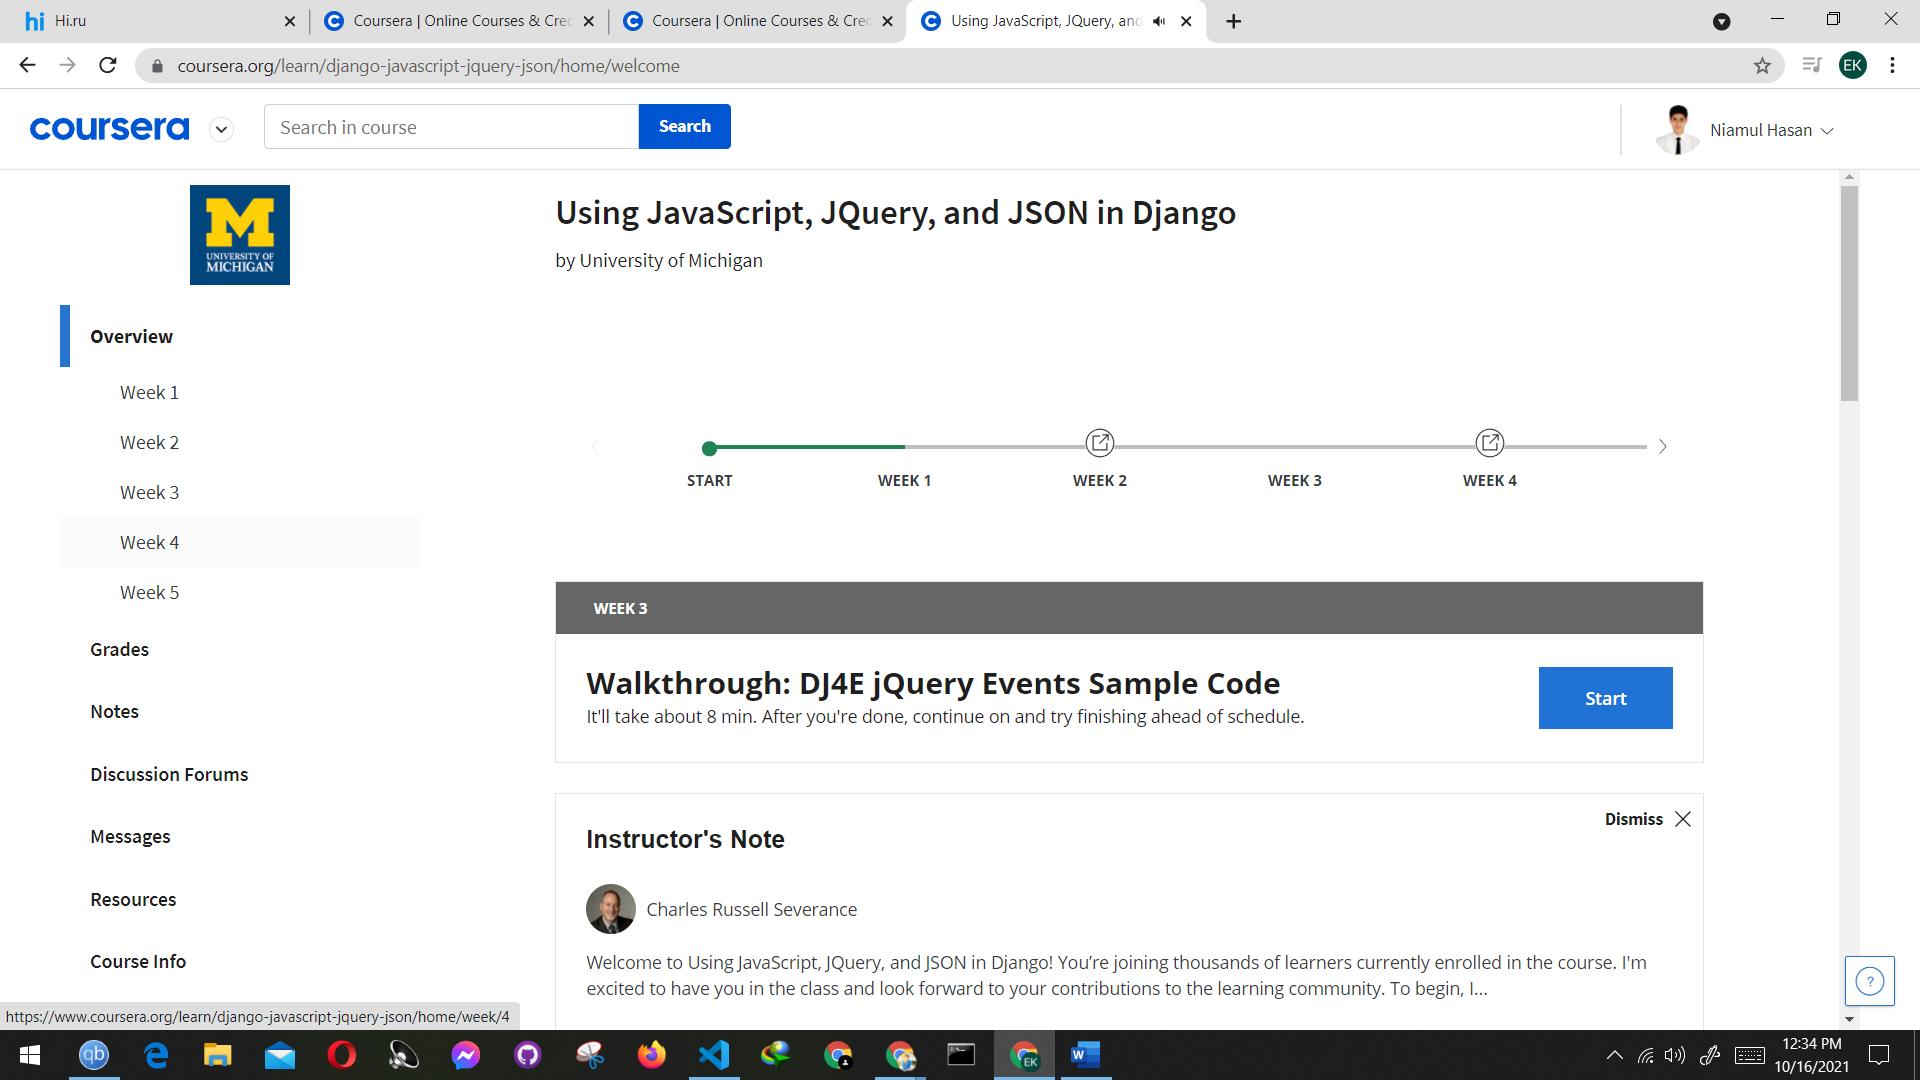 hi Hi.ru
Coursera | Online Courses & Cred
Coursera | Online Courses & Cred
Using JavaScript, JQuery, and
coursera.org/learn/django-javascript-jquery-json/home/welcome
EK
coursera
Search in course
Search
Niamul Hasan
M
UNIVERSITY OF
MICHIGAN
Using JavaScript, JQuery, and JSON in Django
by University of Michigan
Overview
Week 1
Week 2
Week 3
Week 4
Week 5
Grades
Notes
Discussion Forums
Messages
Resources
Course Info
START
WEEK 1
WEEK 2
WEEK 3
WEEK 4
WEEK 3
Walkthrough: DJ4E jQuery Events Sample Code
It'll take about 8 min. After you're done, continue on and try finishing ahead of schedule.
Start
Dismiss
Instructor's Note
Charles Russell Severance
Welcome to Using JavaScript, JQuery, and JSON in Django! You’re joining thousands of learners currently enrolled in the course. I'm
excited to have you in the class and look forward to your contributions to the learning community. To begin, I...
?
https://www.coursera.org/learn/django-javascript-jquery-json/home/week/4
qb
EK
W
12:34 PM
10/16/2021